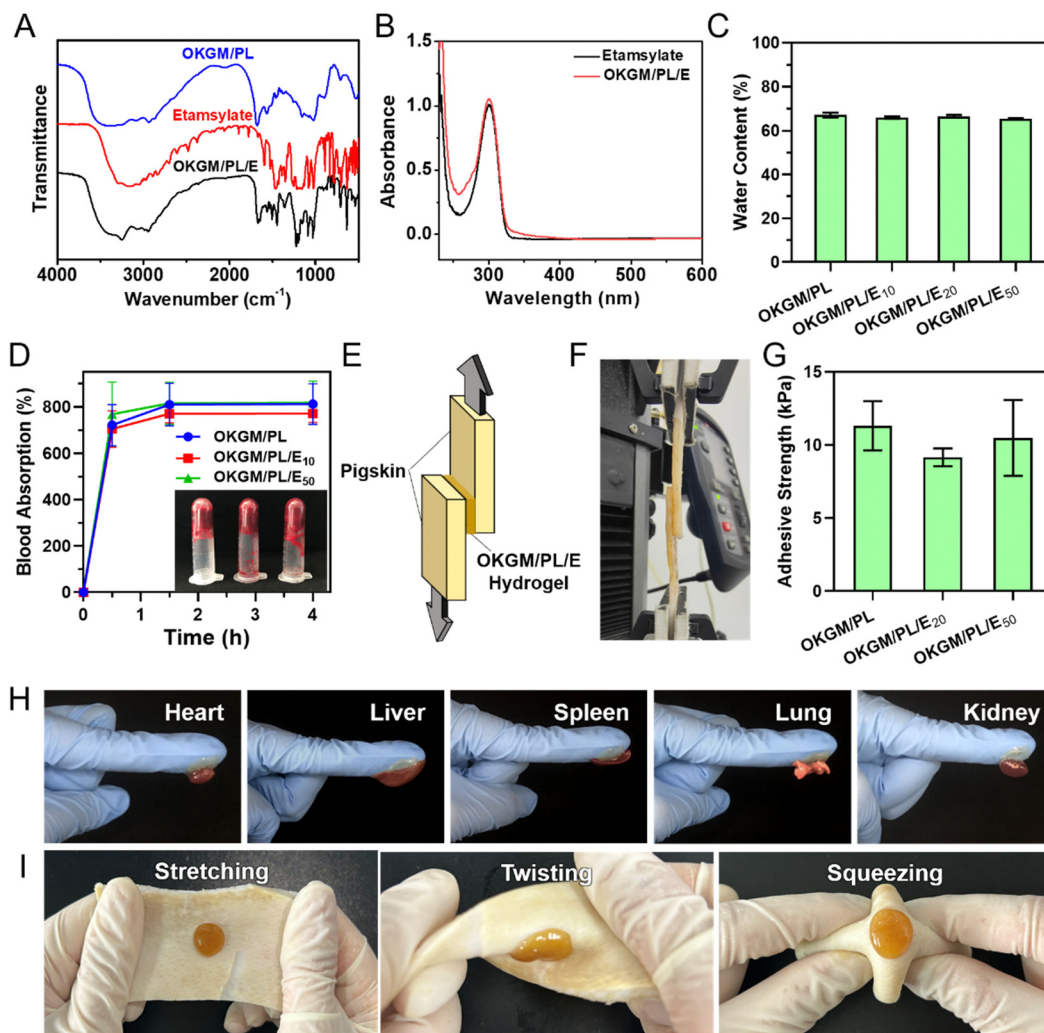 A
OKGM/PL
Etamsylate
OKGM/PL/E
Transmittance
4000 3000 2000 1000
Wavenumber (cm⁻¹)
B
Etamsylate
OKGM/PL/E
1.5
1.0
0.5
0.0
Absorbance
300 400 500 600
Wavelength (nm)
C
100
80
60
40
20
0
Water Content (%)
OKGM/PL
OKGM/PL/E₁₀
OKGM/PL/E₂₀
OKGM/PL/E₅₀
D
800
600
400
200
0
Blood Absorption (%)
OKGM/PL
OKGM/PL/E₁₀
OKGM/PL/E₅₀
0 1 2 3 4
Time (h)
E
Pigskin
OKGM/PL/E
Hydrogel
F
G
15
10
5
0
Adhesive Strength (kPa)
OKGM/PL
OKGM/PL/E₂₀
OKGM/PL/E₅₀
H
Heart
Liver
Spleen
Lung
Kidney
I
Stretching
Twisting
Squeezing